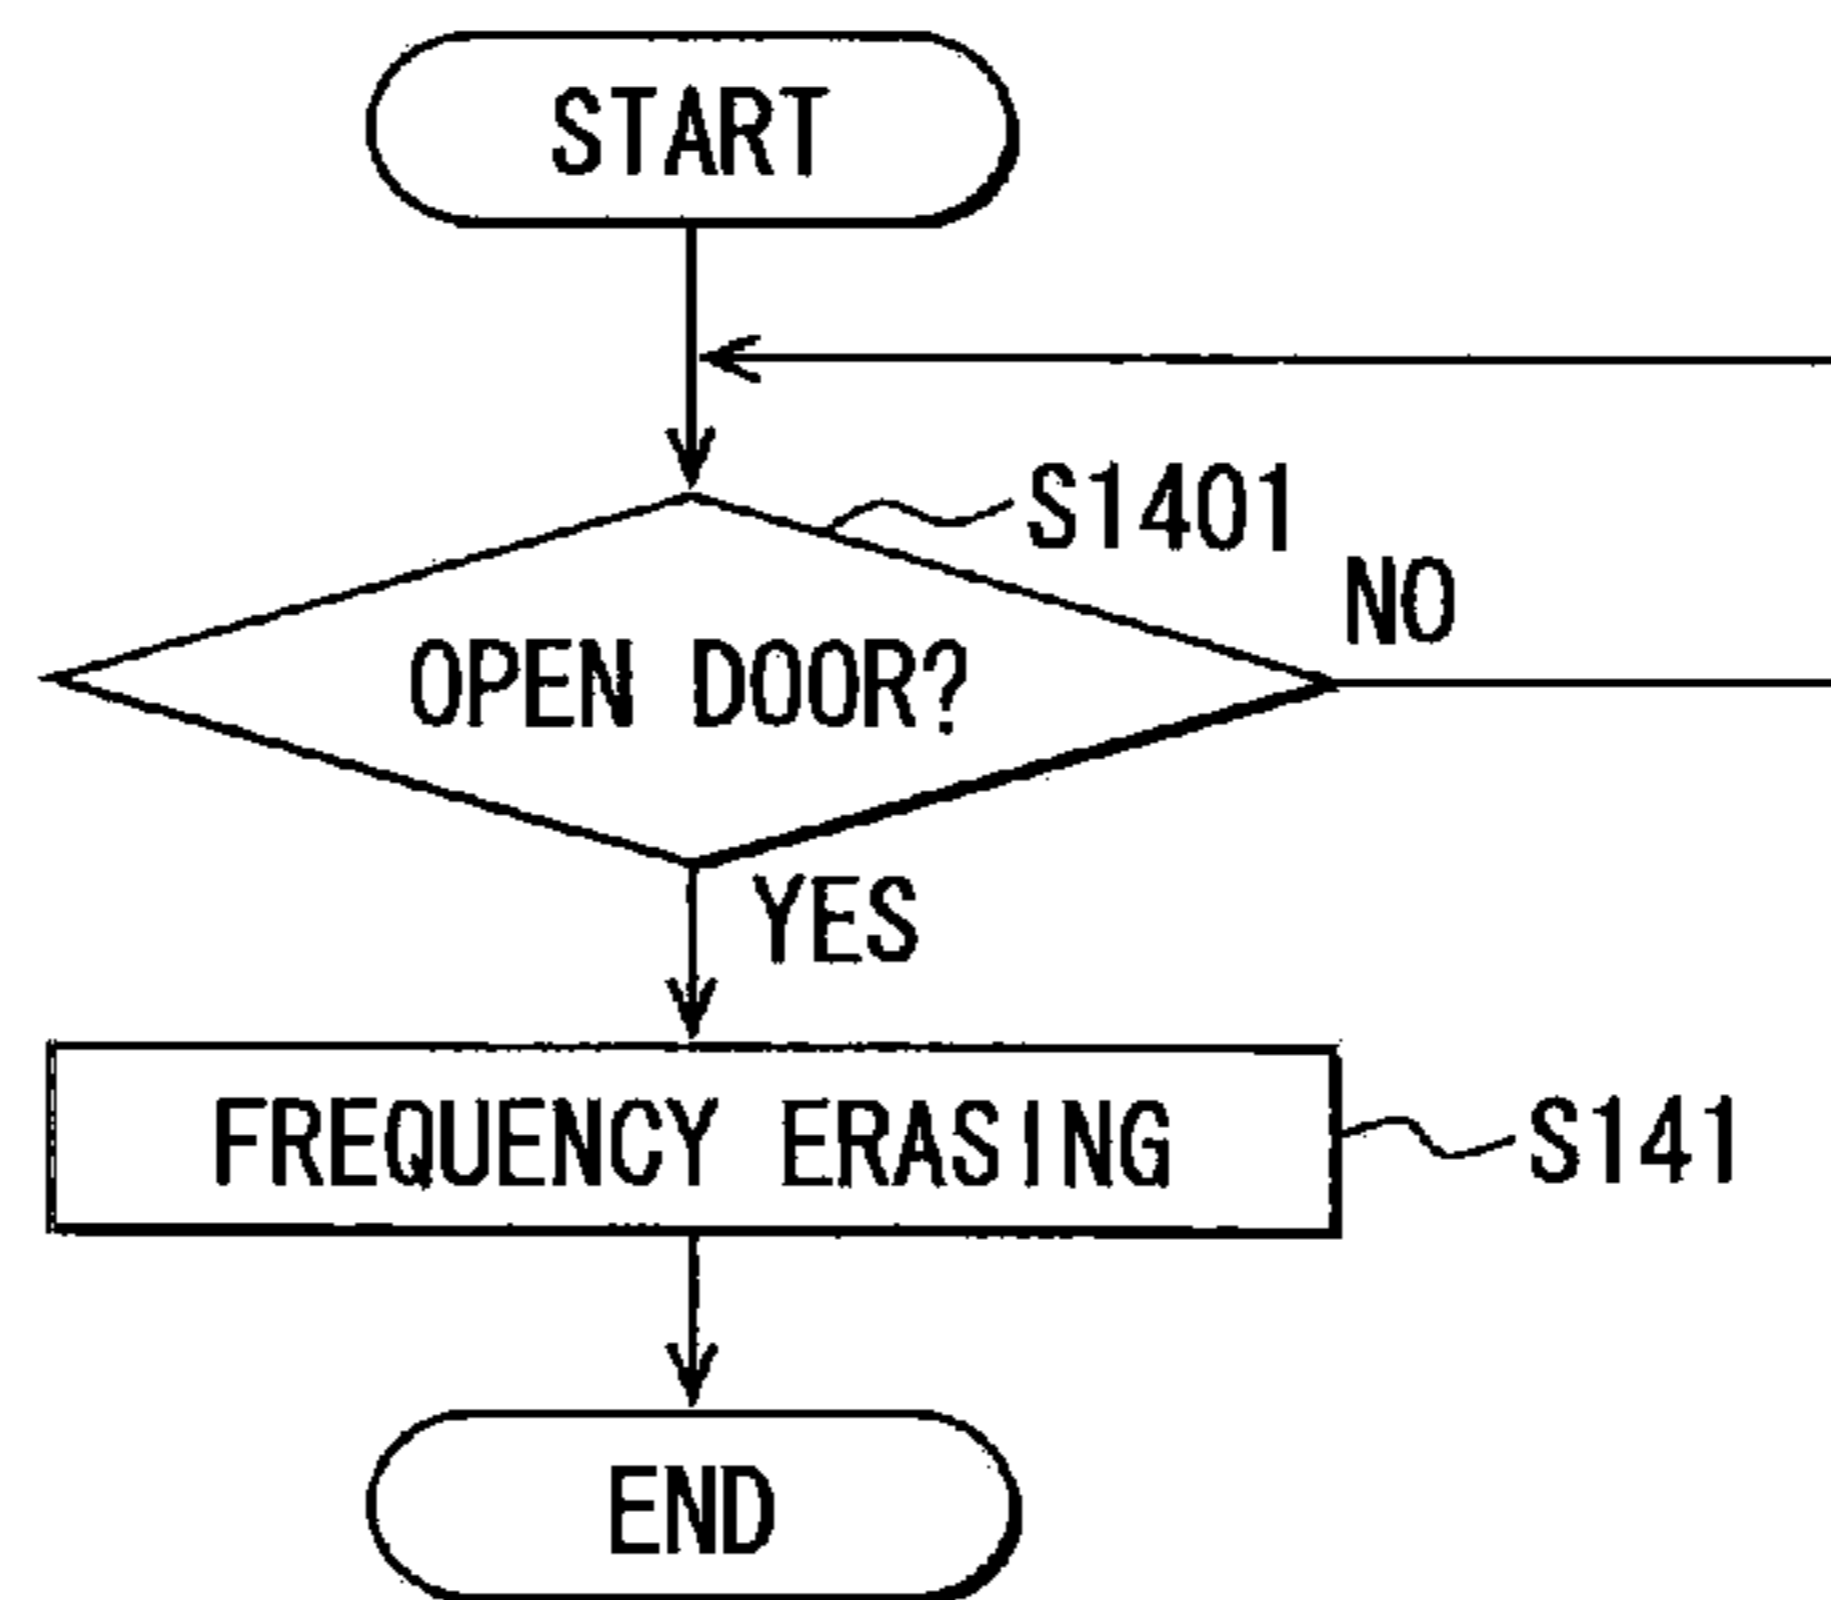 START
S1401
NO
OPEN DOOR?
YES
FREQUENCY ERASING
S141
END